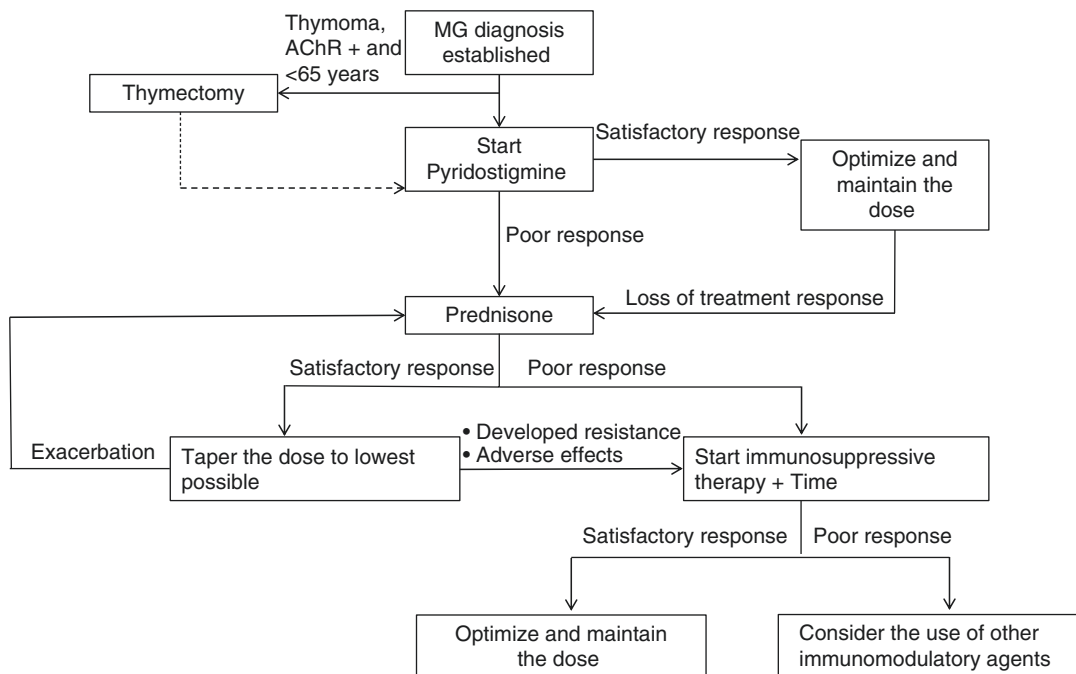 Thymoma,
AChR + and
<65 years
MG diagnosis
established
Thymectomy
Start
Pyridostigmine
Satisfactory response
Optimize and
maintain the
dose
Poor response
Loss of treatment response
Prednisone
Satisfactory response
Poor response
Exacerbation
Taper the dose to lowest
possible
• Developed resistance
• Adverse effects
Start immunosuppressive
therapy + Time
Satisfactory response
Poor response
Optimize and maintain
the dose
Consider the use of other
immunomodulatory agents